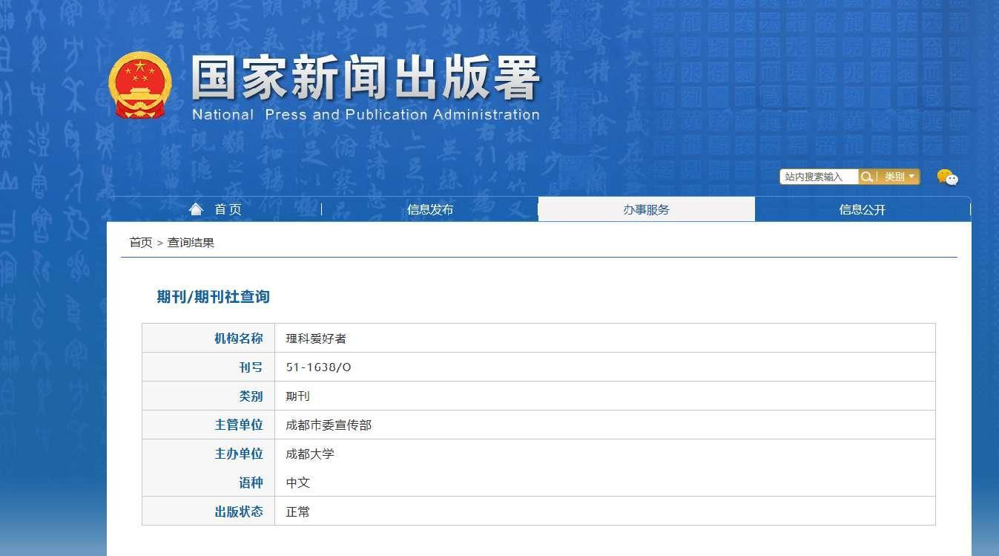 国家新闻出版署
National Press and Publication Administration
站内搜索输入 类别
首 页 信息发布 办事服务 信息公开
首页 > 查询结果
期刊/期刊社查询
机构名称 理科爱好者
刊号 51-1638/O
类别 期刊
主管单位 成都市委宣传部
主办单位 成都大学
语种 中文
出版状态 正常